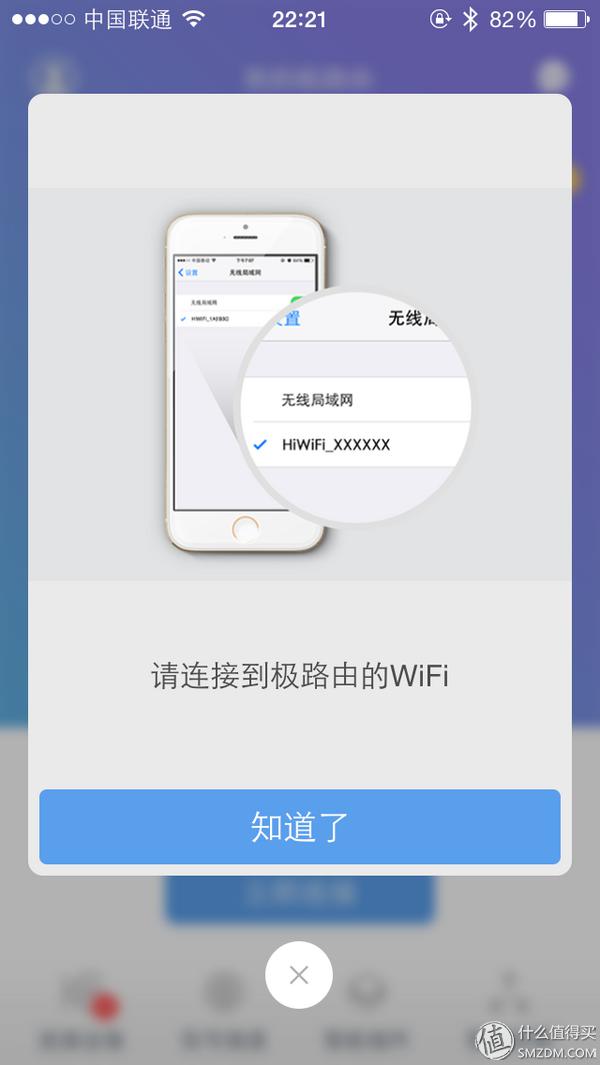 中国联通 22:21 82%
设置 无线局域网
无线局域网
置 无线局
无线局域网
HiWiFi_XXXXXX
请连接到极路由的WiFi
知道了
值 什么值得买
SMZDM.COM